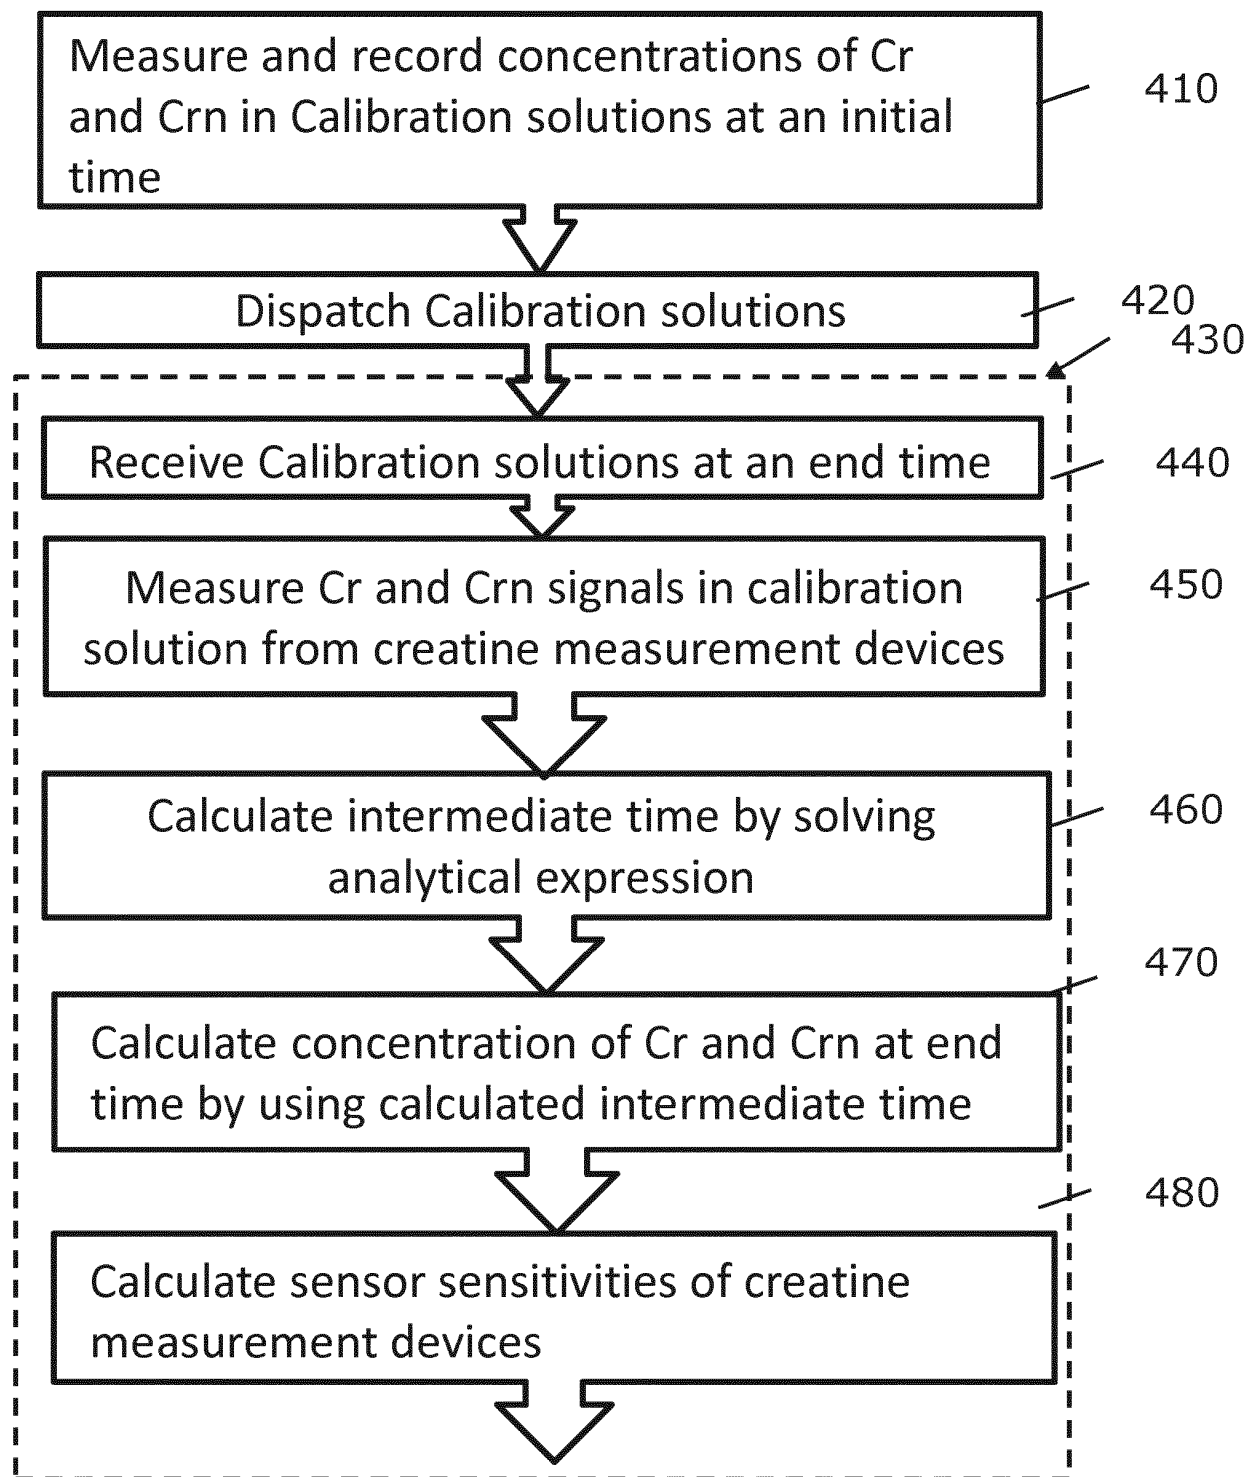 Measure and record concentrations of Cr
and Crn in Calibration solutions at an initial
time
410
Dispatch Calibration solutions
420
430
Receive Calibration solutions at an end time
440
Measure Cr and Crn signals in calibration
solution from creatine measurement devices
450
Calculate intermediate time by solving
analytical expression
460
470
Calculate concentration of Cr and Crn at end
time by using calculated intermediate time
480
Calculate sensor sensitivities of creatine
measurement devices